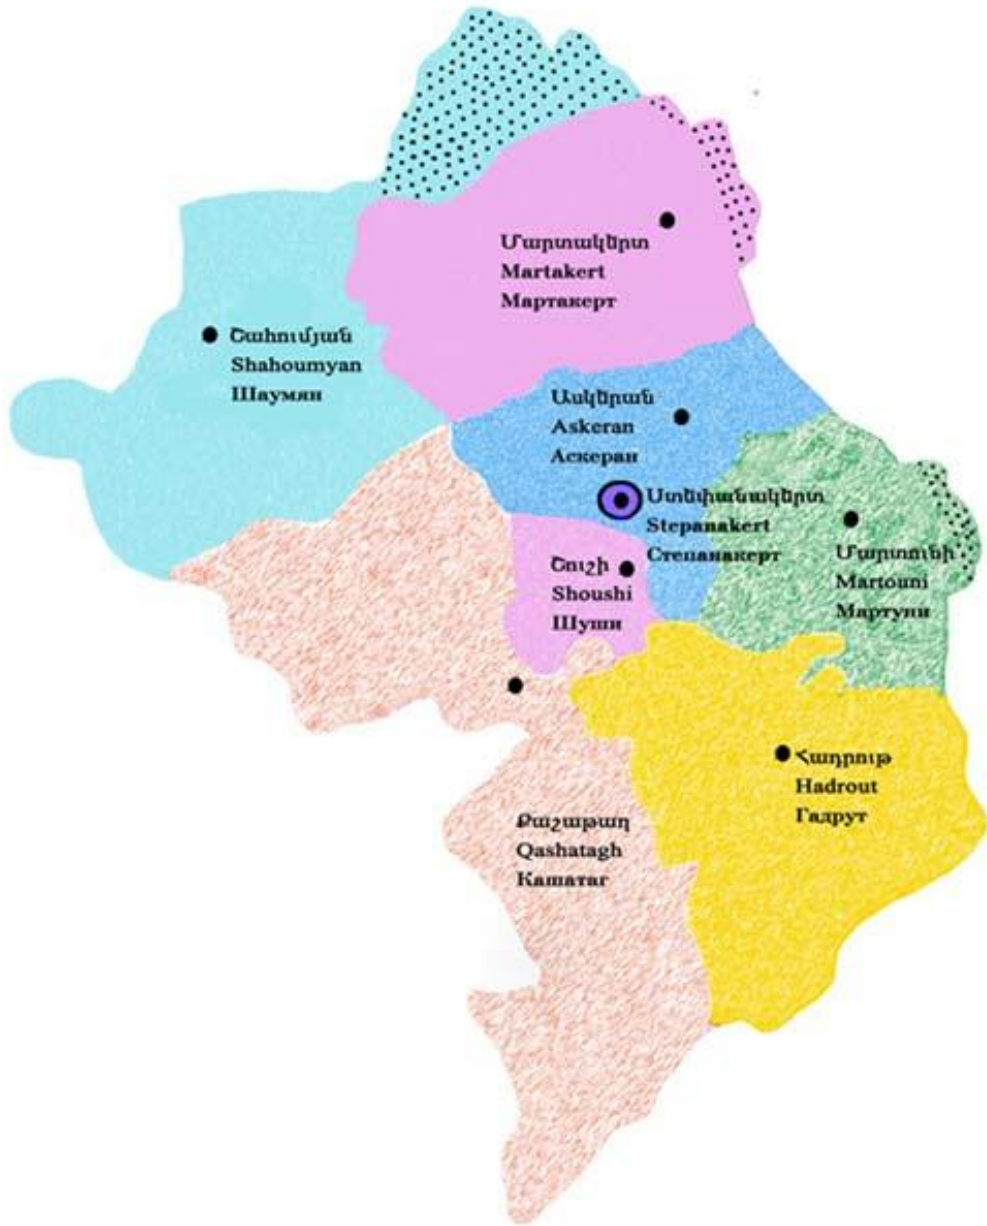 Մարտակերտ
Martakert
Мартакерт
Շահումյան
Shahoumyan
Шаумян
Ասկերան
Askeran
Аскеран
Ստեփանակերտ
Stepanakert
Степанакерт
Շուշի
Shoushi
Шуши
Մարտունի
Martouni
Мартуни
Հադրութ
Hadrout
Гадрут
Քաշաթաղ
Qashatagh
Кашатаг